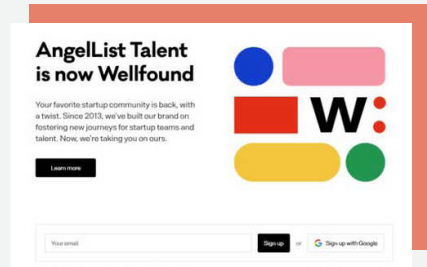 AngelList Talent
is now Wellfound
Your favorite startup community is back, with
a twist. Since 2013, we've built our brand on
fostering new journeys for startup teams and
talent. Now, we're taking you on ours.
Learn more
W:
Your email
Sign up
or
G Sign up with Google